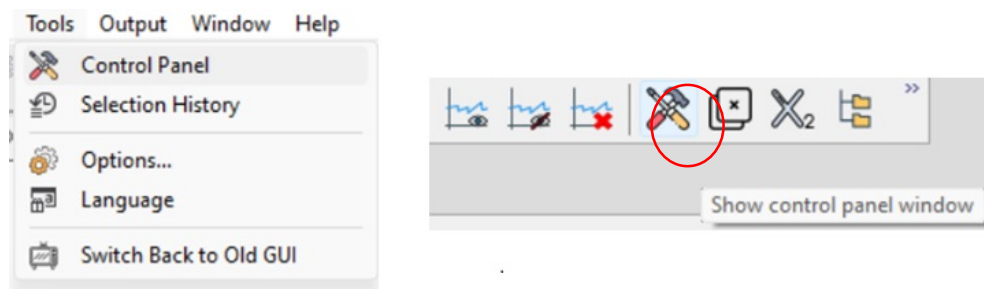 Tools Output Window Help
Control Panel
Selection History
Options...
Language
Switch Back to Old GUI
X₂
»
Show control panel window
.